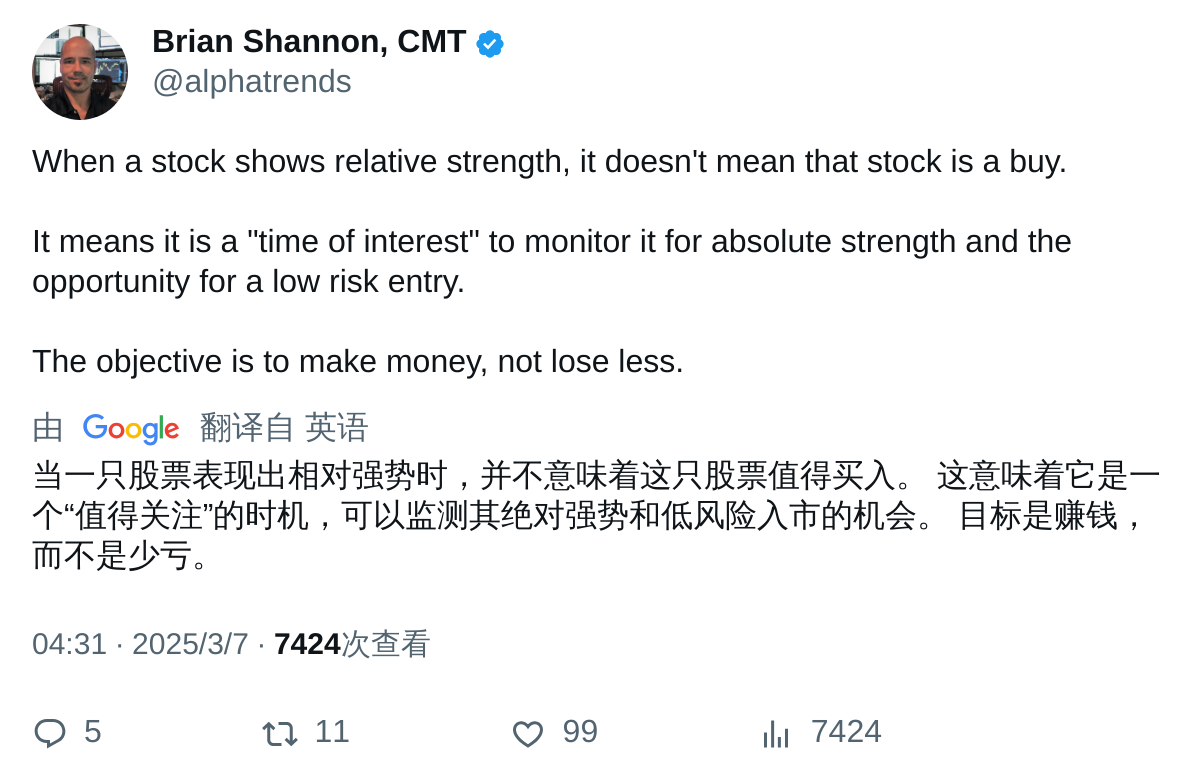 Brian Shannon, CMT
@alphatrends
When a stock shows relative strength, it doesn't mean that stock is a buy.
It means it is a "time of interest" to monitor it for absolute strength and the
opportunity for a low risk entry.
The objective is to make money, not lose less.
由 Google 翻译自 英语
当一只股票表现出相对强势时，并不意味着这只股票值得买入。 这意味着它是一
个“值得关注”的时机，可以监测其绝对强势和低风险入市的机会。 目标是赚钱，
而不是少亏。
04:31 · 2025/3/7 · 7424次查看
5 11 99 7424